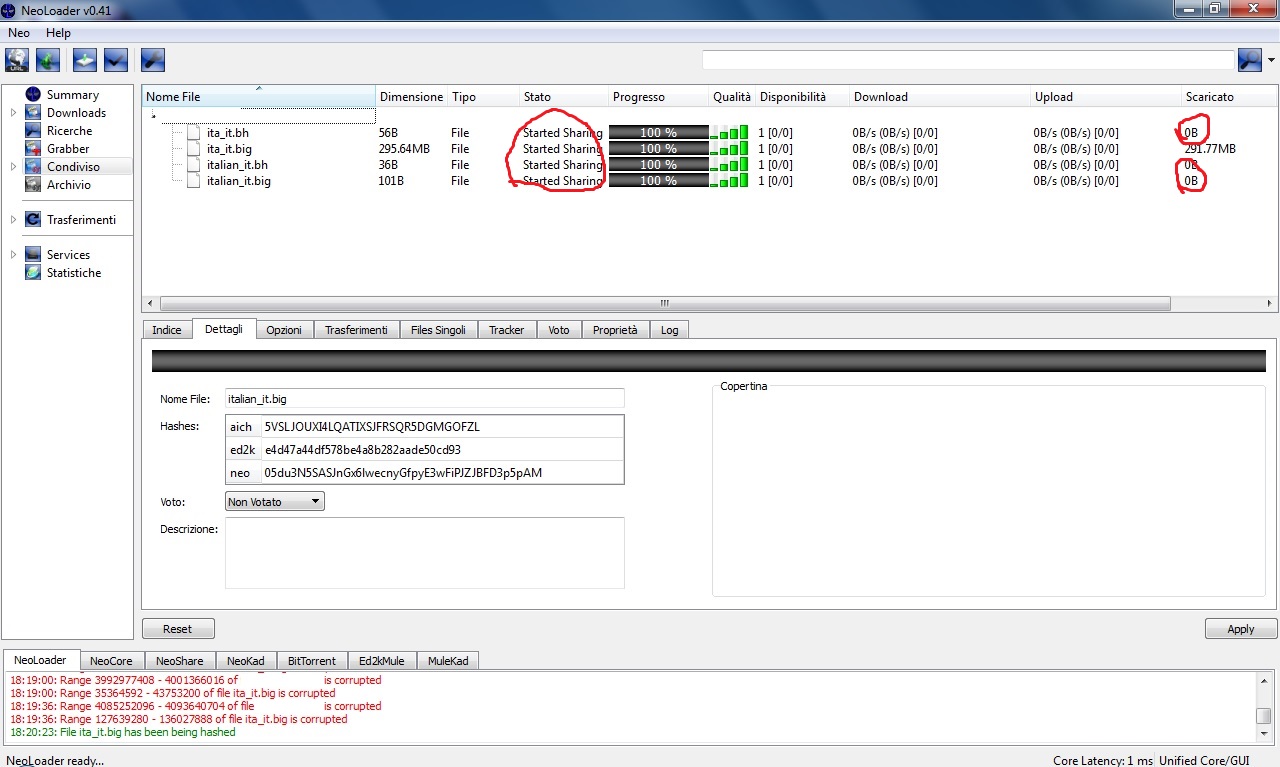 NeoLoader v0.41
Neo Help
URL
Summary
Downloads
Ricerche
Grabber
Condiviso
Archivio
Trasferimenti
Services
Statistiche
Nome File Dimensione Tipo Stato Progresso Qualità Disponibilità Download Upload Scaricato
ita_it.bh 56B File Started Sharing 100 % 1 [0/0] 0B/s (0B/s) [0/0] 0B/s (0B/s) [0/0] 0B
ita_it.big 295.64MB File Started Sharing 100 % 1 [0/0] 0B/s (0B/s) [0/0] 0B/s (0B/s) [0/0] 291.77MB
italian_it.bh 36B File Started Sharing 100 % 1 [0/0] 0B/s (0B/s) [0/0] 0B/s (0B/s) [0/0] 0B
italian_it.big 101B File Started Sharing 100 % 1 [0/0] 0B/s (0B/s) [0/0] 0B/s (0B/s) [0/0] 0B
Indice Dettagli Opzioni Trasferimenti Files Singoli Tracker Voto Proprietà Log
Nome File: italian_it.big
Copertina
Hashes: aich 5VSLJOUXI4LQATIXSJFRSQR5DGMGOFZL
ed2k e4d47a44df578be4a8b282aade50cd93
neo 05du3N5SASJnGx6IwecnyGfpyE3wFiPJZJBFD3p5pAM
Voto: Non Votato
Descrizione:
Reset Apply
NeoLoader NeoCore NeoShare NeoKad BitTorrent Ed2kMule MuleKad
18:19:00: Range 3992977408 - 4001366016 of is corrupted
18:19:00: Range 35364592 - 43753200 of file ita_it.big is corrupted
18:19:36: Range 4085252096 - 4093640704 of file is corrupted
18:19:36: Range 127639280 - 136027888 of file ita_it.big is corrupted
18:20:23: File ita_it.big has been being hashed
NeoLoader ready... Core Latency: 1 ms Unified Core/GUI